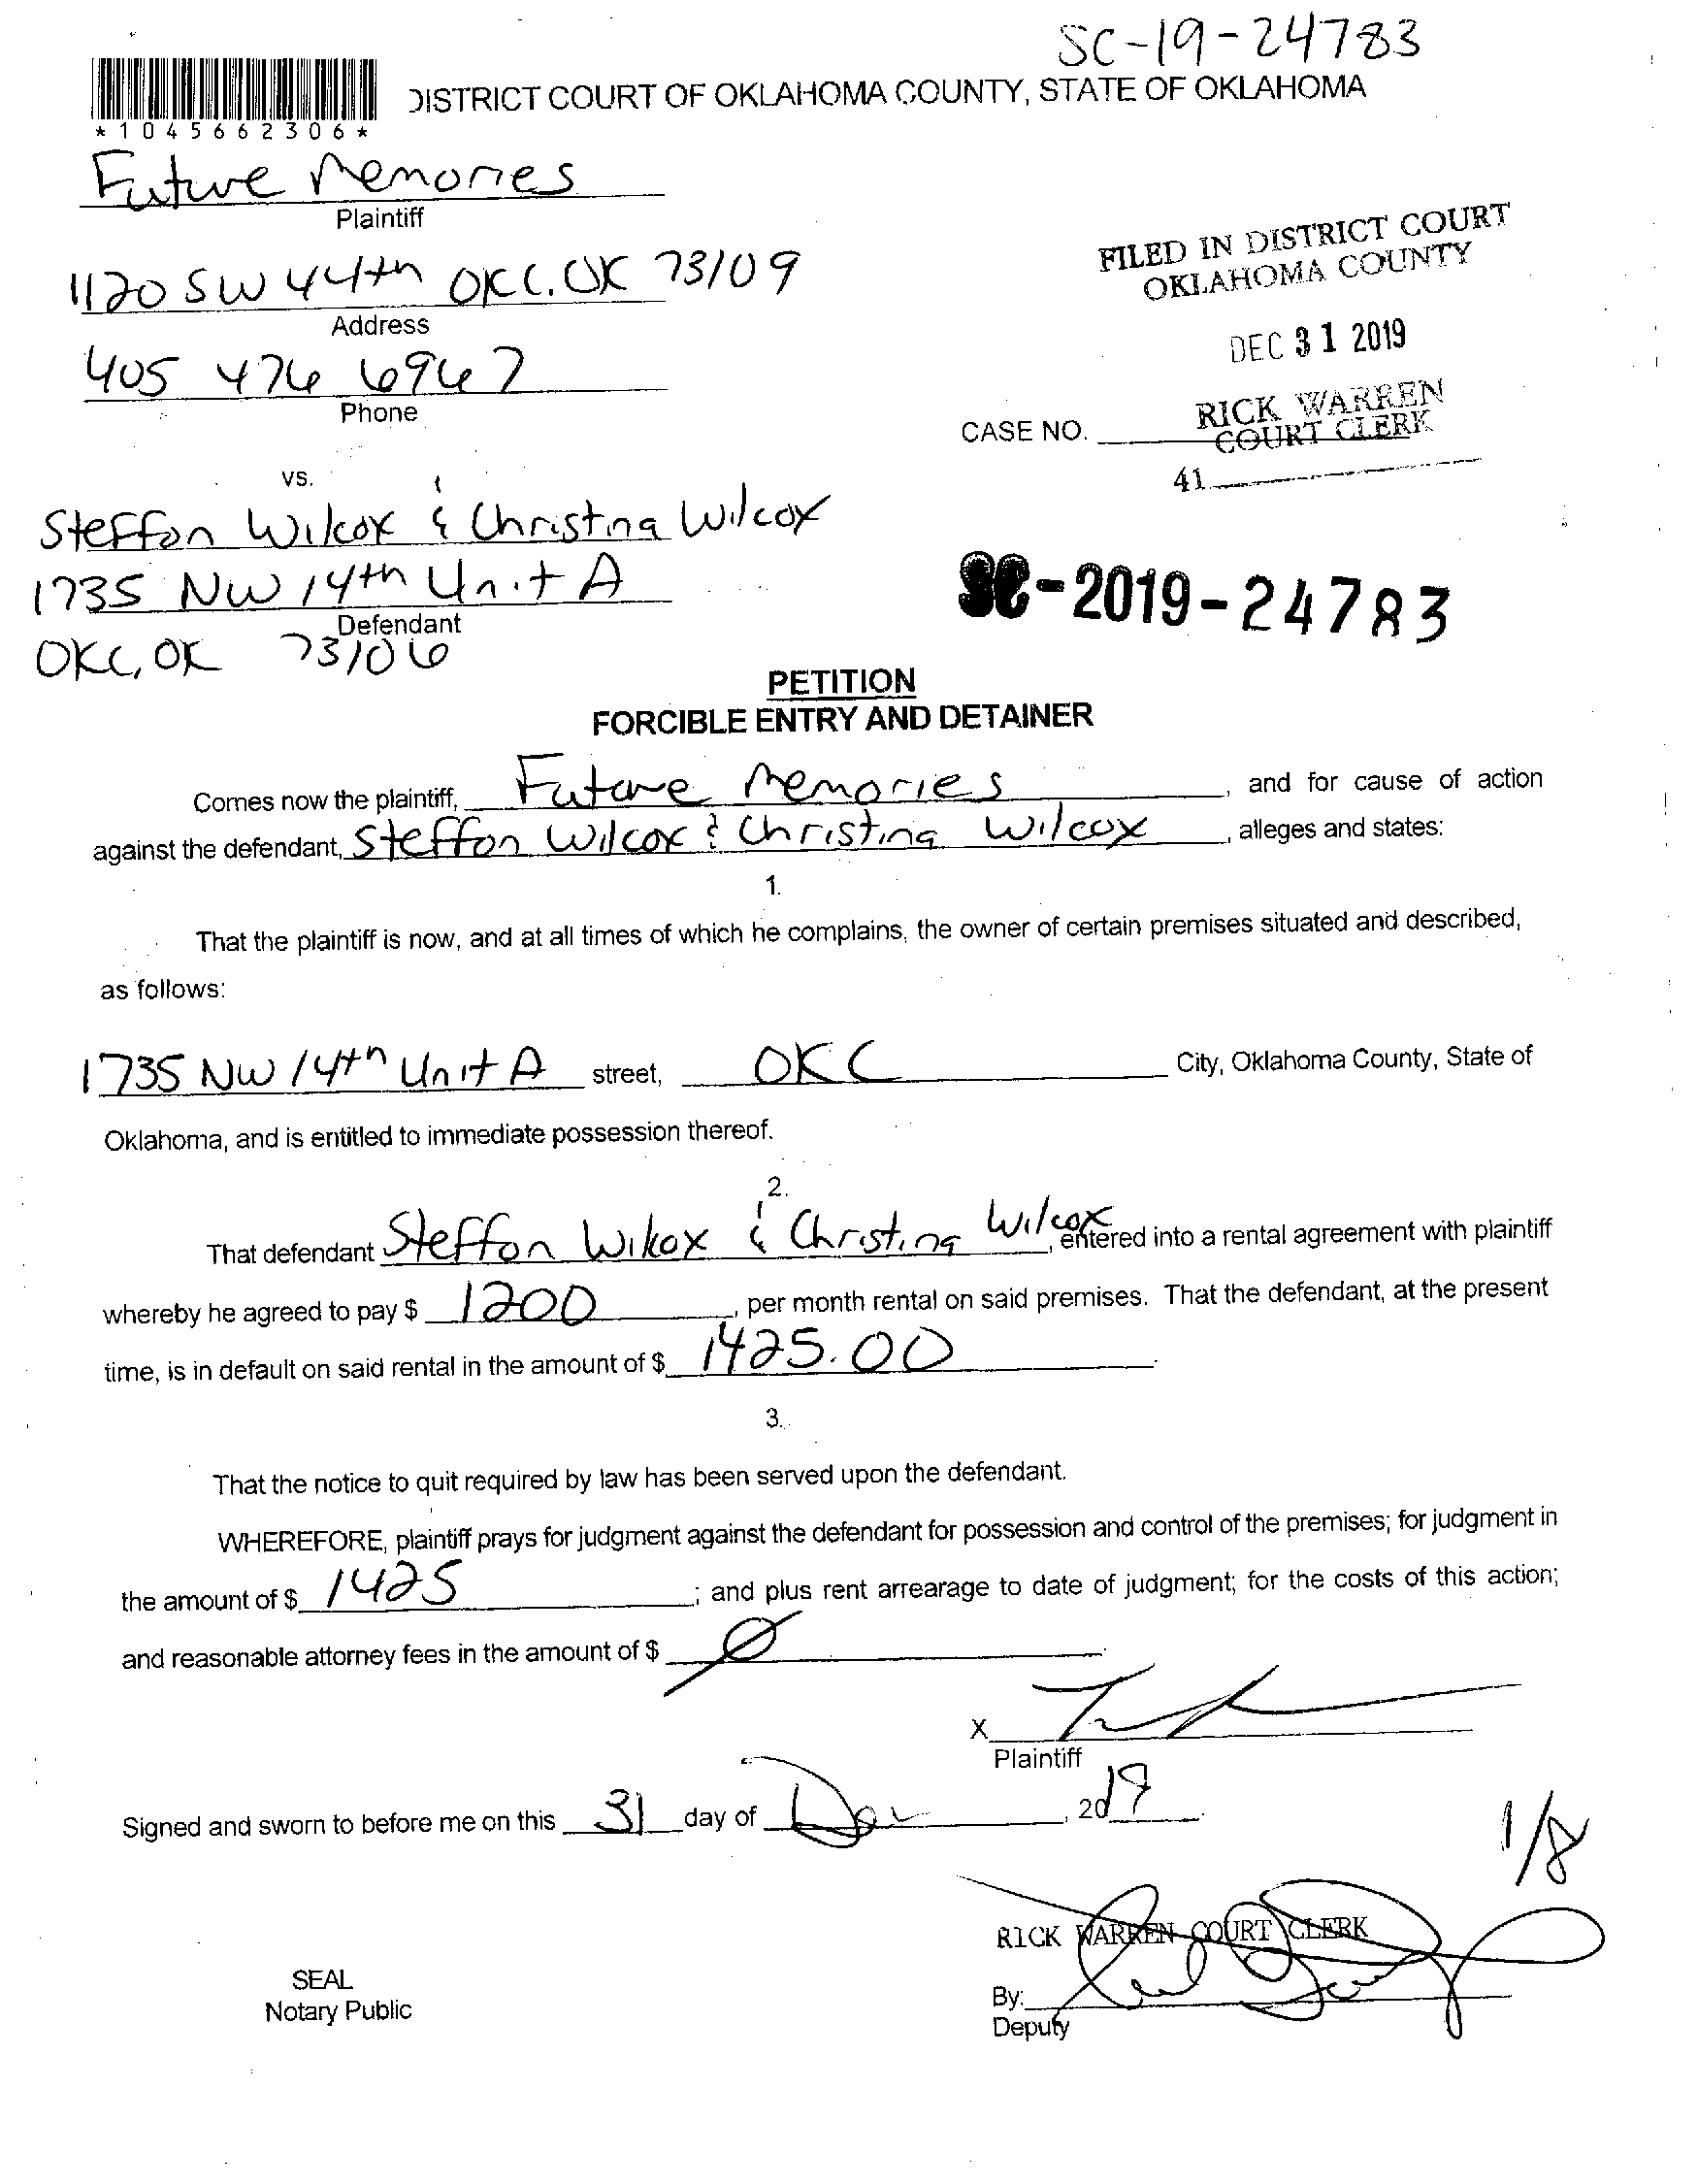 SC-19-24783
DISTRICT COURT OF OKLAHOMA COUNTY, STATE OF OKLAHOMA
*1045662306*
Future Memories
Plaintiff
1120 SW 44th OKC. OK 73109
Address
405 476 6967
Phone
FILED IN DISTRICT COURT
OKLAHOMA COUNTY
DEC 31 2019
RICK WARREN
COURT CLERK
CASE NO.
41
vs.
Steffon Wilcox & Christina Wilcox
1735 NW 14th Unit A
Defendant
OKC, OK 73106
SC-2019-24783
PETITION
FORCIBLE ENTRY AND DETAINER
Comes now the plaintiff, Future Memories, and for cause of action
against the defendant, Steffon Wilcox & Christina Wilcox, alleges and states:
1.
That the plaintiff is now, and at all times of which he complains, the owner of certain premises situated and described,
as follows:
1735 NW 14th Unit A street, OKC City, Oklahoma County, State of
Oklahoma, and is entitled to immediate possession thereof.
2.
That defendant Steffon Wilcox & Christina Wilcox, entered into a rental agreement with plaintiff
whereby he agreed to pay $ 1200, per month rental on said premises. That the defendant, at the present
time, is in default on said rental in the amount of $ 1425.00.
3.
That the notice to quit required by law has been served upon the defendant.
WHEREFORE, plaintiff prays for judgment against the defendant for possession and control of the premises; for judgment in
the amount of $ 1425; and plus rent arrearage to date of judgment; for the costs of this action;
and reasonable attorney fees in the amount of $ Ø.
X
Plaintiff
Signed and sworn to before me on this 31 day of Dec, 2019.
1/8
RICK WARREN COURT CLERK
SEAL
Notary Public
By:
Deputy